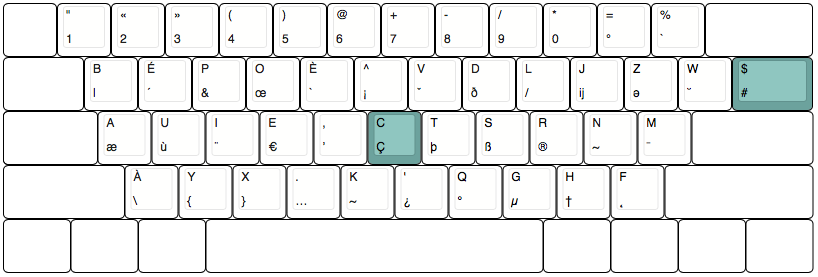 " « » ( ) @ + - / * = %
1 2 3 4 5 6 7 8 9 0 ° `
B É P O È ^ V D L J Z W $
| ´ & œ ` ¡ ˇ ð / ij ə ˘ #
A U I E , C T S R N M
æ ù ¨ € ' Ç þ ß ® ~ ¯
À Y X . K ' Q G H F
\ { } … ~ ¿ ° µ † ˛